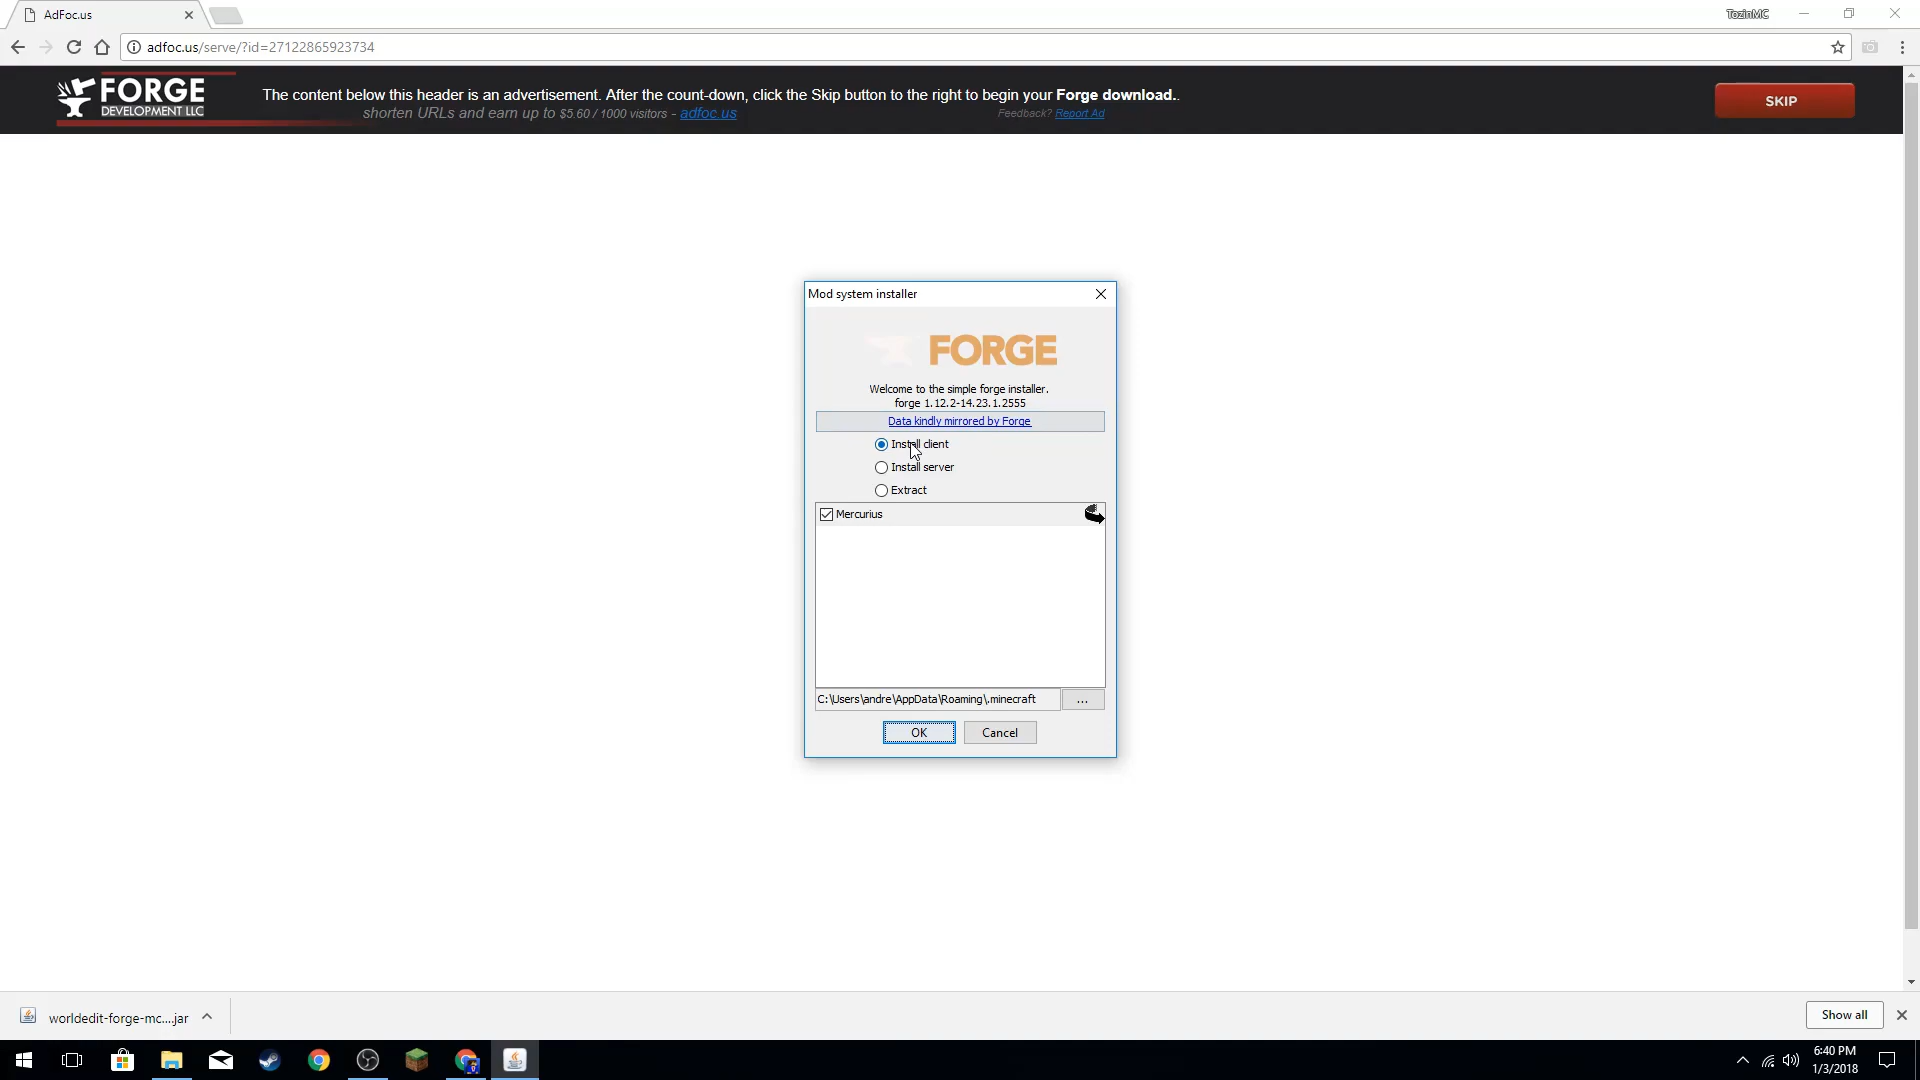 AdFoc.us
TozinMC
adfoc.us/serve/?id=27122865923734
FORGE
DEVELOPMENT LLC
The content below this header is an advertisement. After the count-down, click the Skip button to the right to begin your Forge download..
shorten URLs and earn up to $5.60 / 1000 visitors - adfoc.us
Feedback? Report Ad
SKIP
Mod system installer
FORGE
Welcome to the simple forge installer.
forge 1.12.2-14.23.1.2555
Data kindly mirrored by Forge
Install client
Install server
Extract
Mercurius
C:\Users\andre\AppData\Roaming\.minecraft
...
OK
Cancel
worldedit-forge-mc....jar
Show all
6:40 PM
1/3/2018